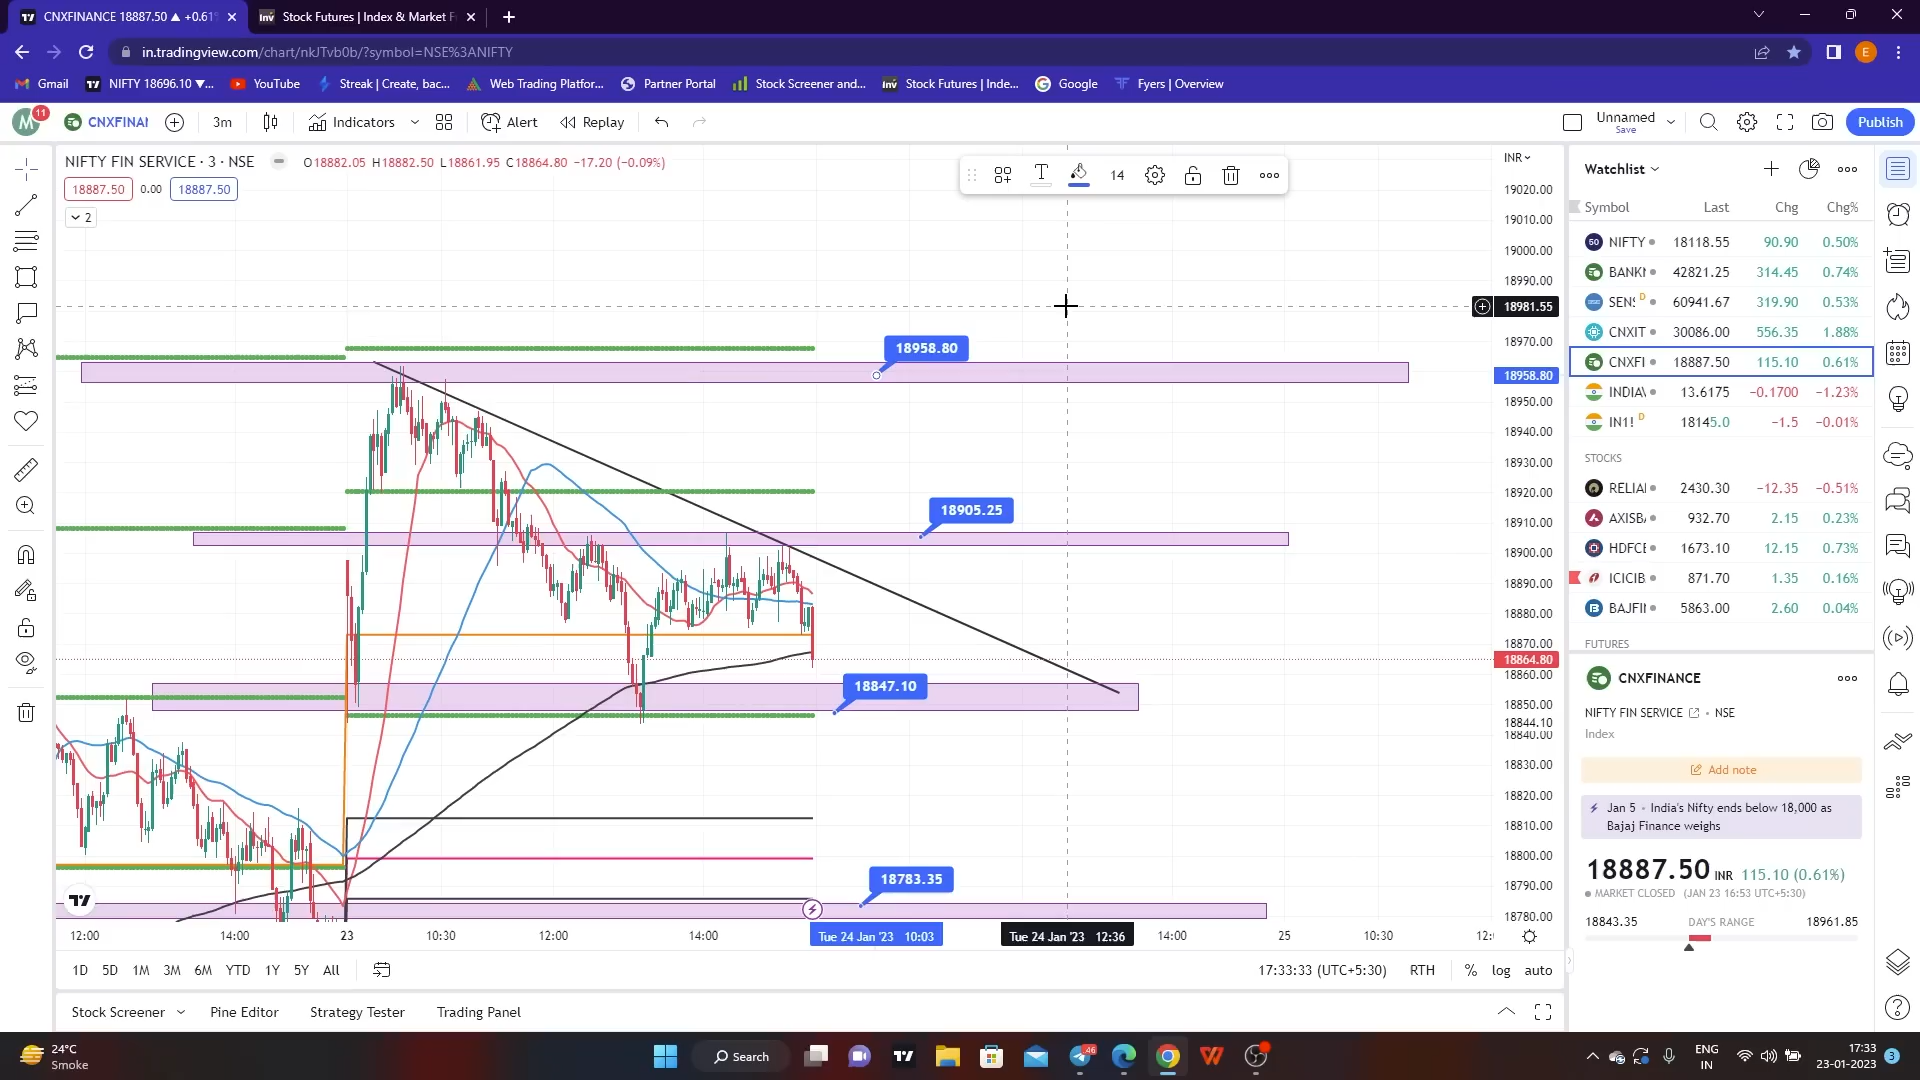 CNXFINANCE 18887.50 ▲ +0.61
Stock Futures | Index & Market F
in.tradingview.com/chart/nkJTvb0b/?symbol=NSE%3ANIFTY
E
Gmail
NIFTY 18696.10 ▼...
YouTube
Streak | Create, bac...
Web Trading Platfor...
Partner Portal
Stock Screener and...
Inv Stock Futures | Inde...
Google
Fyers | Overview
M 11
CNXFINAN
3m
Indicators
Alert
Replay
Unnamed
Save
Publish
NIFTY FIN SERVICE · 3 · NSE
O18882.05 H18882.50 L18861.95 C18864.80 −17.20 (−0.09%)
18887.50 0.00 18887.50
2
14
INR
19020.00
19010.00
19000.00
18990.00
18981.55
18970.00
18958.80
18950.00
18940.00
18930.00
18920.00
18910.00
18900.00
18890.00
18880.00
18870.00
18864.80
18860.00
18850.00
18844.10
18840.00
18830.00
18820.00
18810.00
18800.00
18790.00
18780.00
18958.80
18905.25
18847.10
18783.35
12:00
14:00
23
10:30
12:00
14:00
Tue 24 Jan '23 10:03
Tue 24 Jan '23 12:36
14:00
25
10:30
12:0
1D 5D 1M 3M 6M YTD 1Y 5Y All
17:33:33 (UTC+5:30) RTH % log auto
Stock Screener
Pine Editor
Strategy Tester
Trading Panel
Watchlist
Symbol Last Chg Chg%
50 NIFTY 18118.55 90.90 0.50%
BANKN 42821.25 314.45 0.74%
SENS D 60941.67 319.90 0.53%
CNXIT 30086.00 556.35 1.88%
CNXFI 18887.50 115.10 0.61%
INDIAV 13.6175 −0.1700 −1.23%
IN1! D 18145.0 −1.5 −0.01%
STOCKS
RELIAI 2430.30 −12.35 −0.51%
AXISB 932.70 2.15 0.23%
HDFCE 1673.10 12.15 0.73%
ICICIB 871.70 1.35 0.16%
BAJFII 5863.00 2.60 0.04%
FUTURES
CNXFINANCE
NIFTY FIN SERVICE • NSE
Index
Add note
Jan 5 • India's Nifty ends below 18,000 as
Bajaj Finance weighs
18887.50 INR 115.10 (0.61%)
MARKET CLOSED (JAN 23 16:53 UTC+5:30)
18843.35 DAY'S RANGE 18961.85
24°C
Smoke
Search
46
ENG
IN
17:33
23-01-2023
3